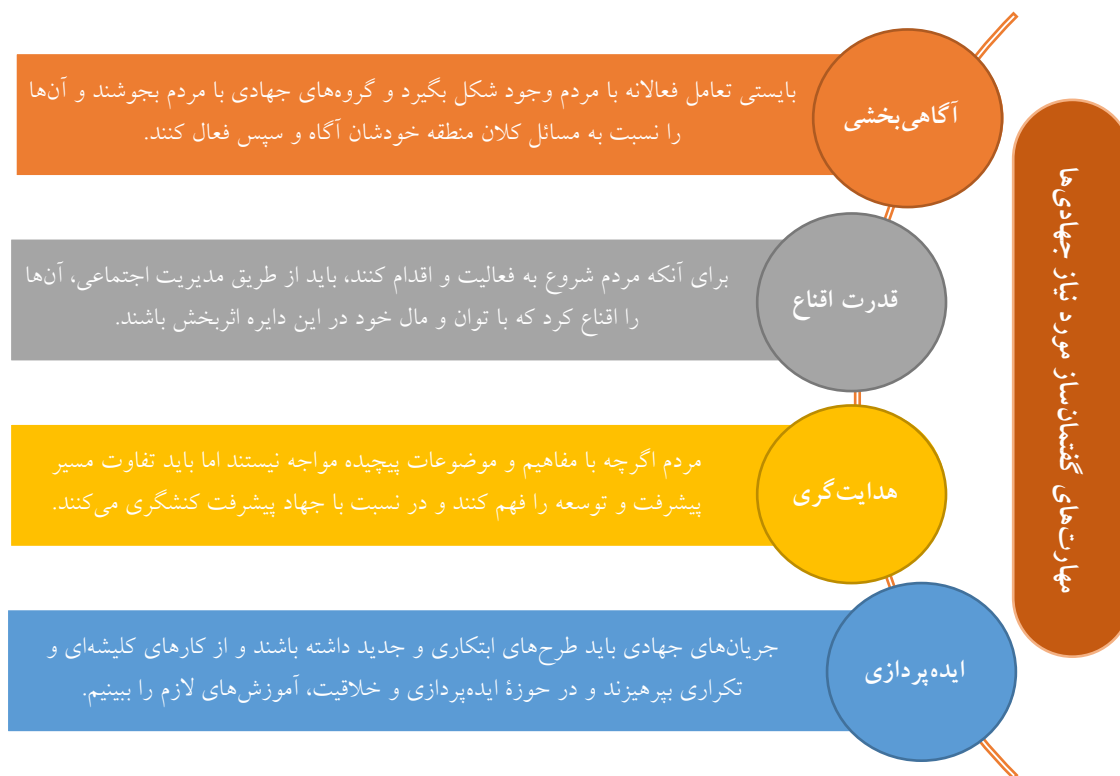 مهارت‌های گفتمان‌ساز مورد نیاز جهادی‌ها
آگاهی‌بخشی
بایستی تعامل فعالانه با مردم وجود شکل بگیرد و گروه‌های جهادی با مردم بجوشند و آن‌ها
را نسبت به مسائل کلان منطقه خودشان آگاه و سپس فعال کنند.
قدرت اقناع
برای آنکه مردم شروع به فعالیت و اقدام کنند، باید از طریق مدیریت اجتماعی، آن‌ها
را اقناع کرد که با توان و مال خود در این دایره اثربخش باشند.
هدایت‌گری
مردم اگرچه با مفاهیم و موضوعات پیچیده مواجه نیستند اما باید تفاوت مسیر
پیشرفت و توسعه را فهم کنند و در نسبت با جهاد پیشرفت کنشگری می‌کنند.
ایده‌پردازی
جریان‌های جهادی باید طرح‌های ابتکاری و جدید داشته باشند و از کارهای کلیشه‌ای و
تکراری بپرهیزند و در حوزهٔ ایده‌پردازی و خلاقیت، آموزش‌های لازم را ببینیم.